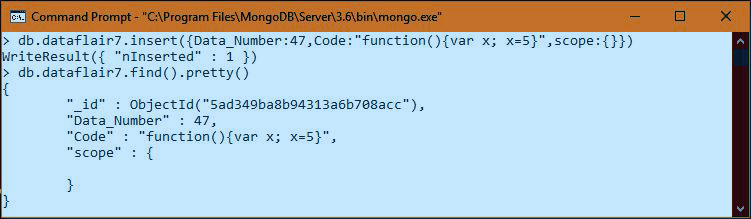 Command Prompt - "C:\Program Files\MongoDB\Server\3.6\bin\mongo.exe"
> db.dataflair7.insert({Data_Number:47,Code:"function(){var x; x=5}",scope:{}})
WriteResult({ "nInserted" : 1 })
> db.dataflair7.find().pretty()
{
        "_id" : ObjectId("5ad349ba8b94313a6b708acc"),
        "Data_Number" : 47,
        "Code" : "function(){var x; x=5}",
        "scope" : {

        }
}